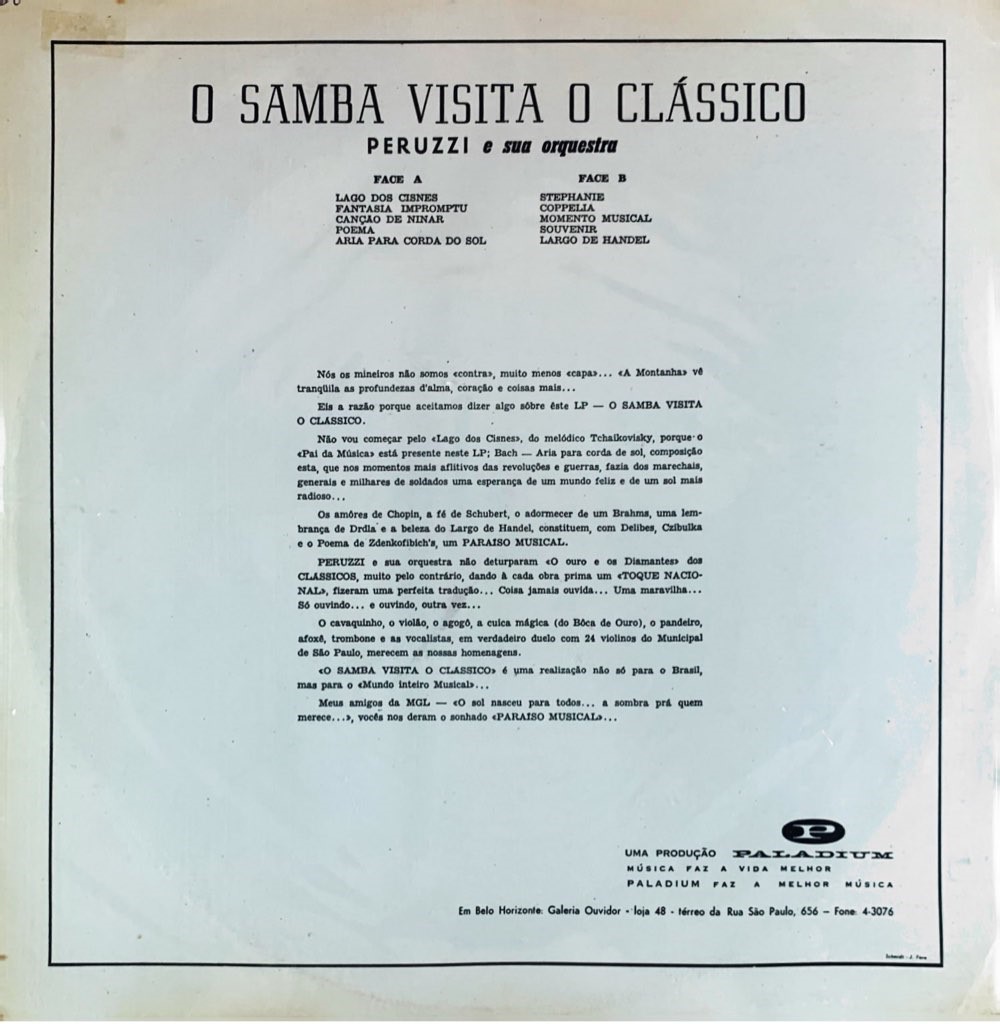 O SAMBA VISITA O CLÁSSICO
PERUZZI e sua orquestra
FACE A
LAGO DOS CISNES
FANTASIA IMPROMPTU
CANÇÃO DE NINAR
POEMA
ARIA PARA CORDA DO SOL
FACE B
STEPHANIE
COPPELIA
MOMENTO MUSICAL
SOUVENIR
LARGO DE HANDEL
Nós os mineiros não somos «contra», muito menos «capa»... «A Montanha» vê
tranqüila as profundezas d'alma, coração e coisas mais...
Eis a razão porque aceitamos dizer algo sôbre êste LP — O SAMBA VISITA
O CLASSICO.
Não vou começar pelo «Lago dos Cisnes», do melódico Tchaikovisky, porque o
«Pai da Música» está presente neste LP; Bach — Aria para corda de sol, composição
esta, que nos momentos mais aflitivos das revoluções e guerras, fazia dos marechais,
generais e milhares de soldados uma esperança de um mundo feliz e de um sol mais
radioso...
Os amôres de Chopin, a fé de Schubert, o adormecer de um Brahms, uma lem-
brança de Drdla e a beleza do Largo de Handel, constituem, com Delibes, Czibulka
e o Poema de Zdenkofibich's, um PARAISO MUSICAL.
PERUZZI e sua orquestra não deturparam «O ouro e os Diamantes» dos
CLASSICOS, muito pelo contrário, dando à cada obra prima um «TOQUE NACIO-
NAL», fizeram uma perfeita tradução... Coisa jamais ouvida... Uma maravilha...
Só ouvindo... e ouvindo, outra vez...
O cavaquinho, o violão, o agogô, a cuica mágica (do Bôca de Ouro), o pandeiro,
afoxê, trombone e as vocalistas, em verdadeiro duelo com 24 violinos do Municipal
de São Paulo, merecem as nossas homenagens.
«O SAMBA VISITA O CLASSICO» é uma realização não só para o Brasil,
mas para o «Mundo inteiro Musical»...
Meus amigos da MGL — «O sol nasceu para todos... a sombra prá quem
merece...», vocês nos deram o sonhado «PARAISO MUSICAL»...
P
UMA PRODUÇÃO PALADIUM
MÚSICA FAZ A VIDA MELHOR
PALADIUM FAZ A MELHOR MÚSICA
Em Belo Horizonte: Galeria Ouvidor - loja 48 - térreo da Rua São Paulo, 656 – Fone: 4-3076